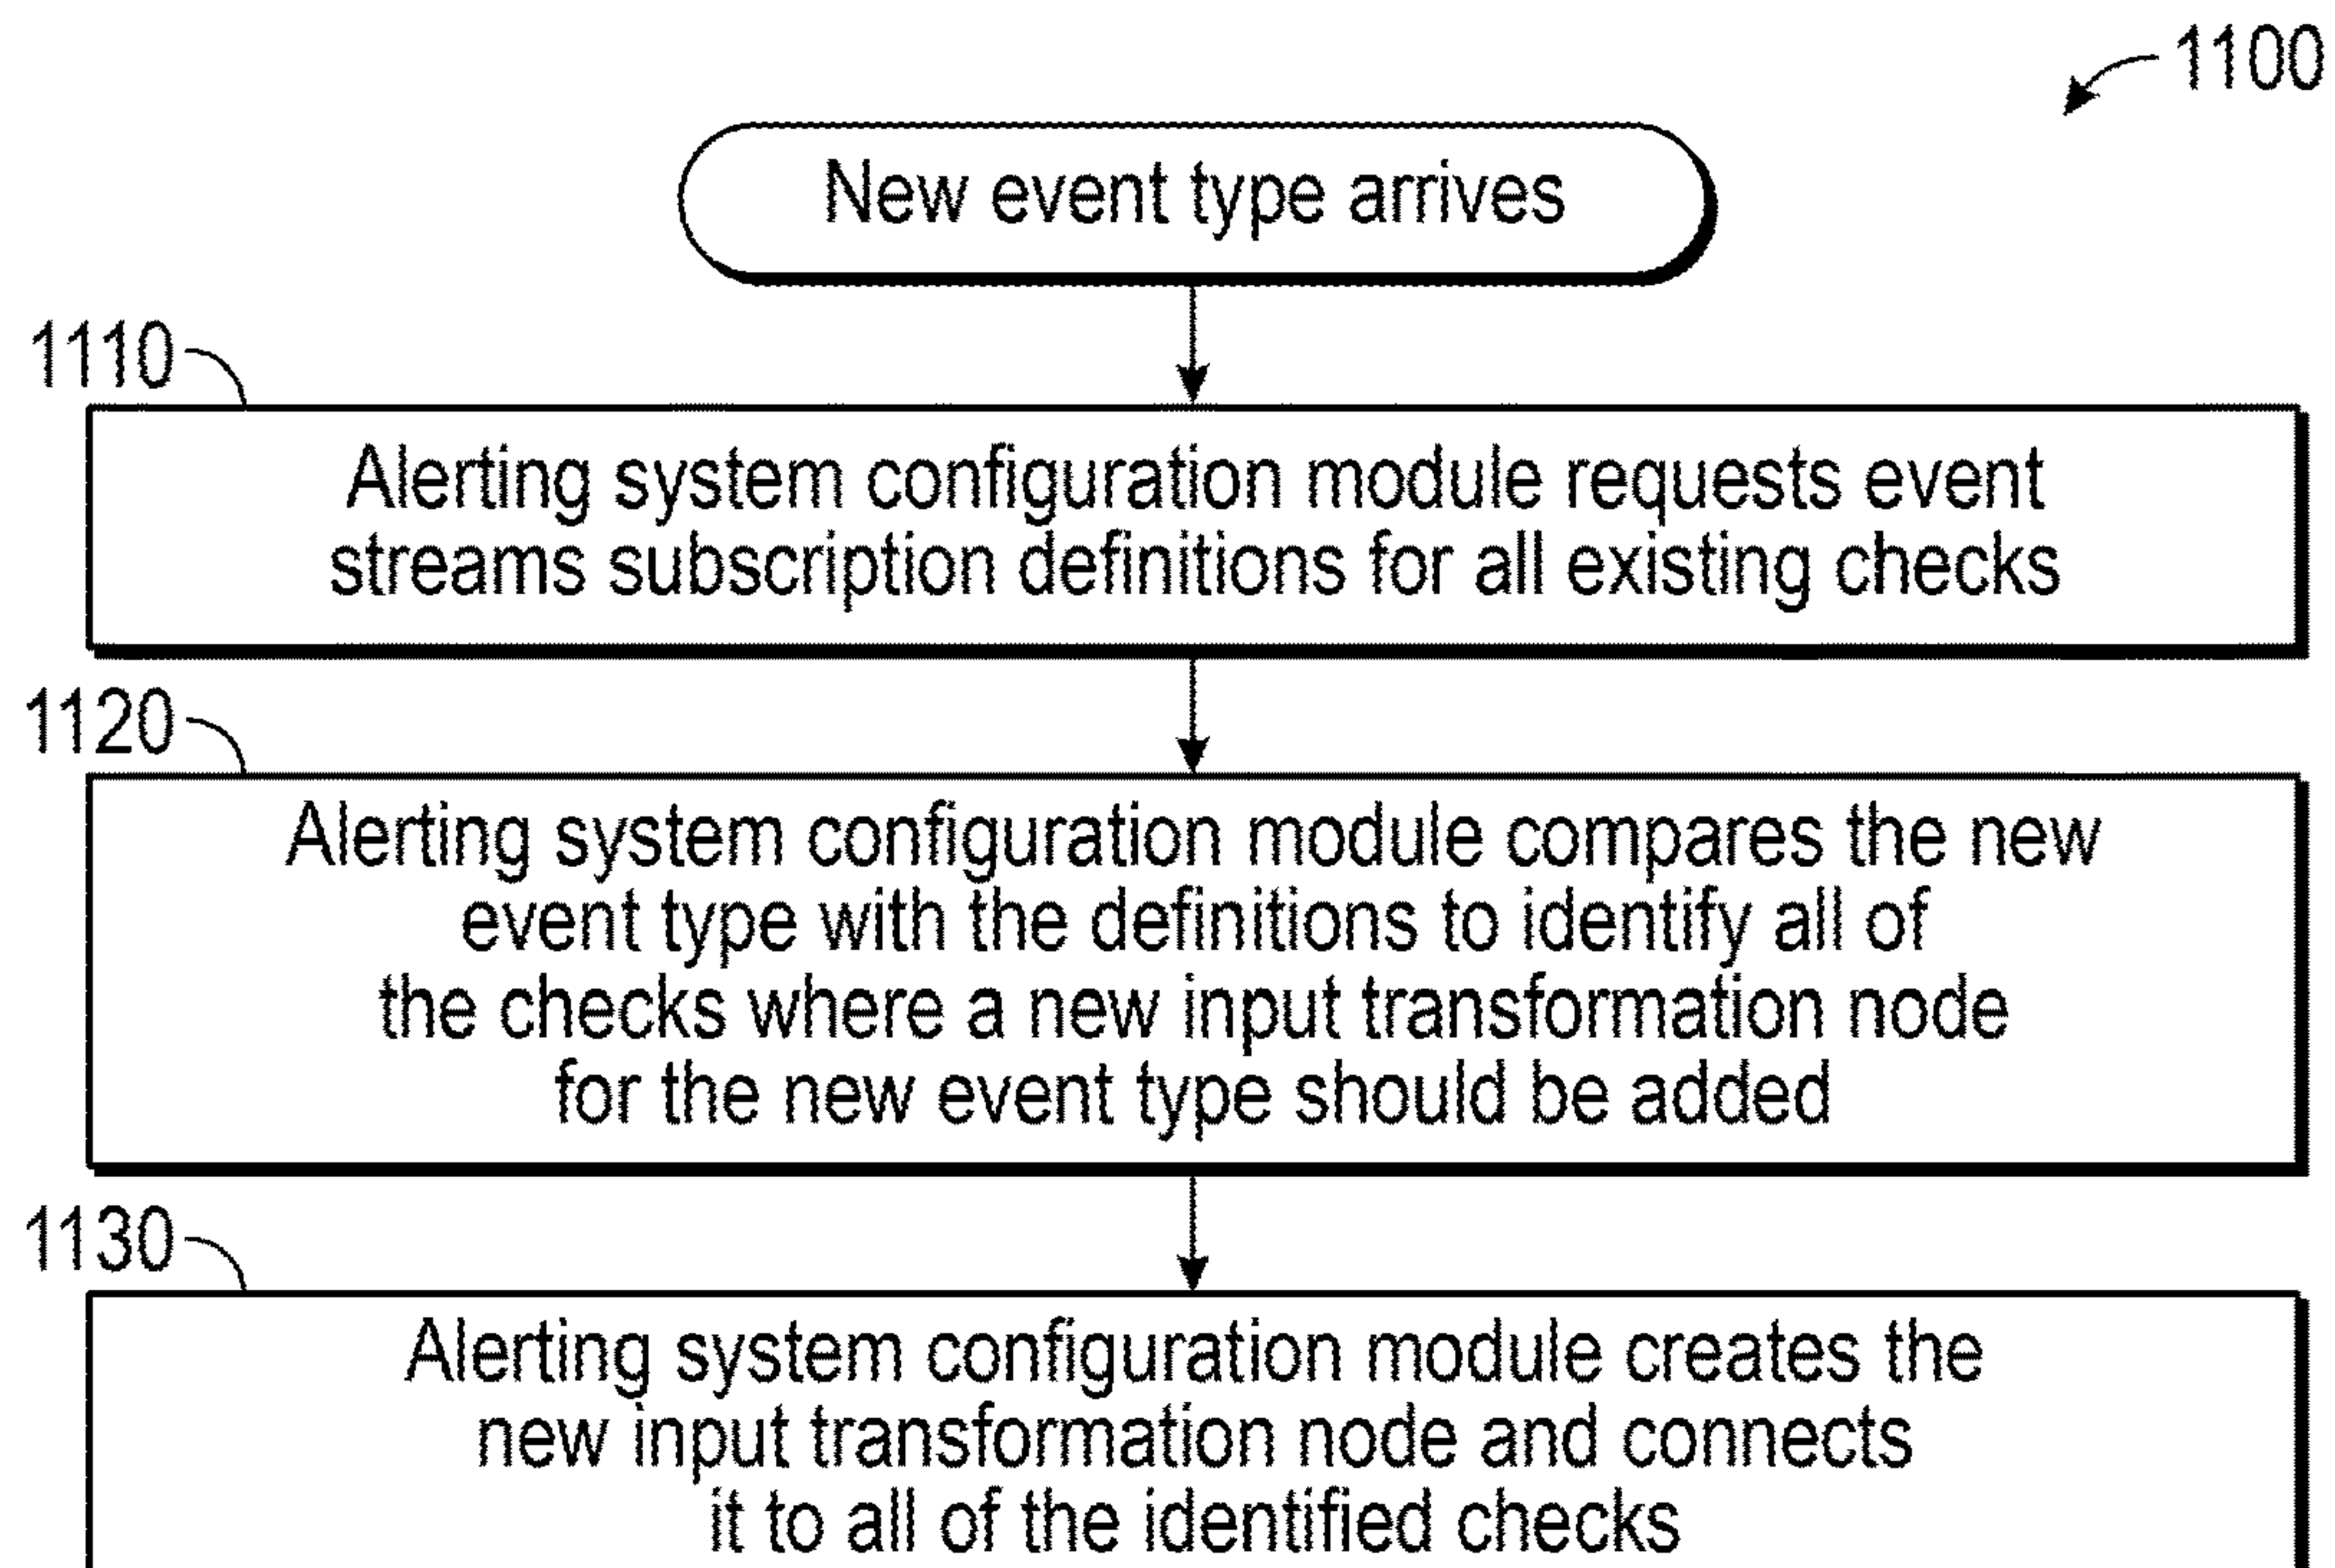 1100
New event type arrives
1110
Alerting system configuration module requests event
streams subscription definitions for all existing checks
1120
Alerting system configuration module compares the new
event type with the definitions to identify all of
the checks where a new input transformation node
for the new event type should be added
1130
Alerting system configuration module creates the
new input transformation node and connects
it to all of the identified checks